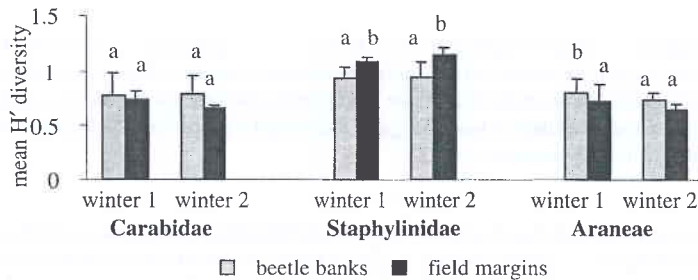 mean H′ diversity
1.5
1
0.5
0
a a a a
a b a b
b a a a
winter 1 winter 2 winter 1 winter 2 winter 1 winter 2
Carabidae Staphylinidae Araneae
beetle banks field margins